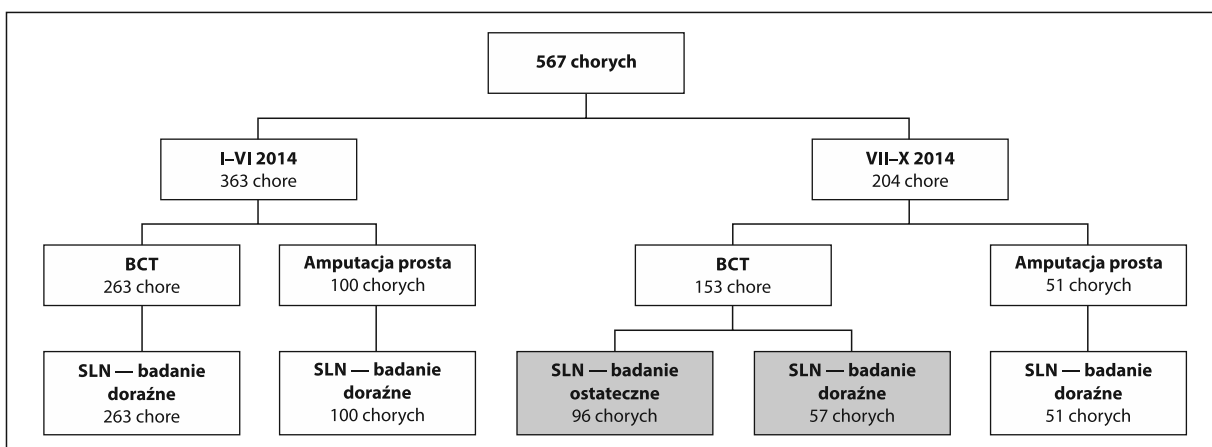 567 chorych
I–VI 2014
363 chore
VII–X 2014
204 chore
BCT
263 chore
Amputacja prosta
100 chorych
BCT
153 chore
Amputacja prosta
51 chorych
SLN — badanie
doraźne
263 chore
SLN — badanie
doraźne
100 chorych
SLN — badanie
ostateczne
96 chorych
SLN — badanie
doraźne
57 chorych
SLN — badanie
doraźne
51 chorych